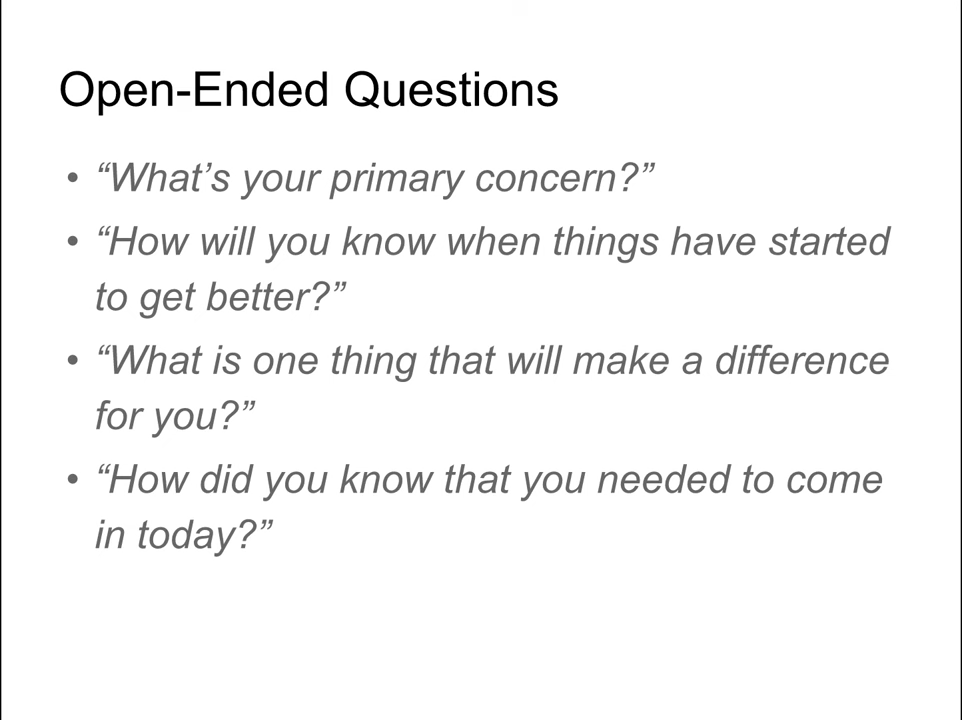 Open-Ended Questions
• “What’s your primary concern?”
• “How will you know when things have started
to get better?”
• “What is one thing that will make a difference
for you?”
• “How did you know that you needed to come
in today?”